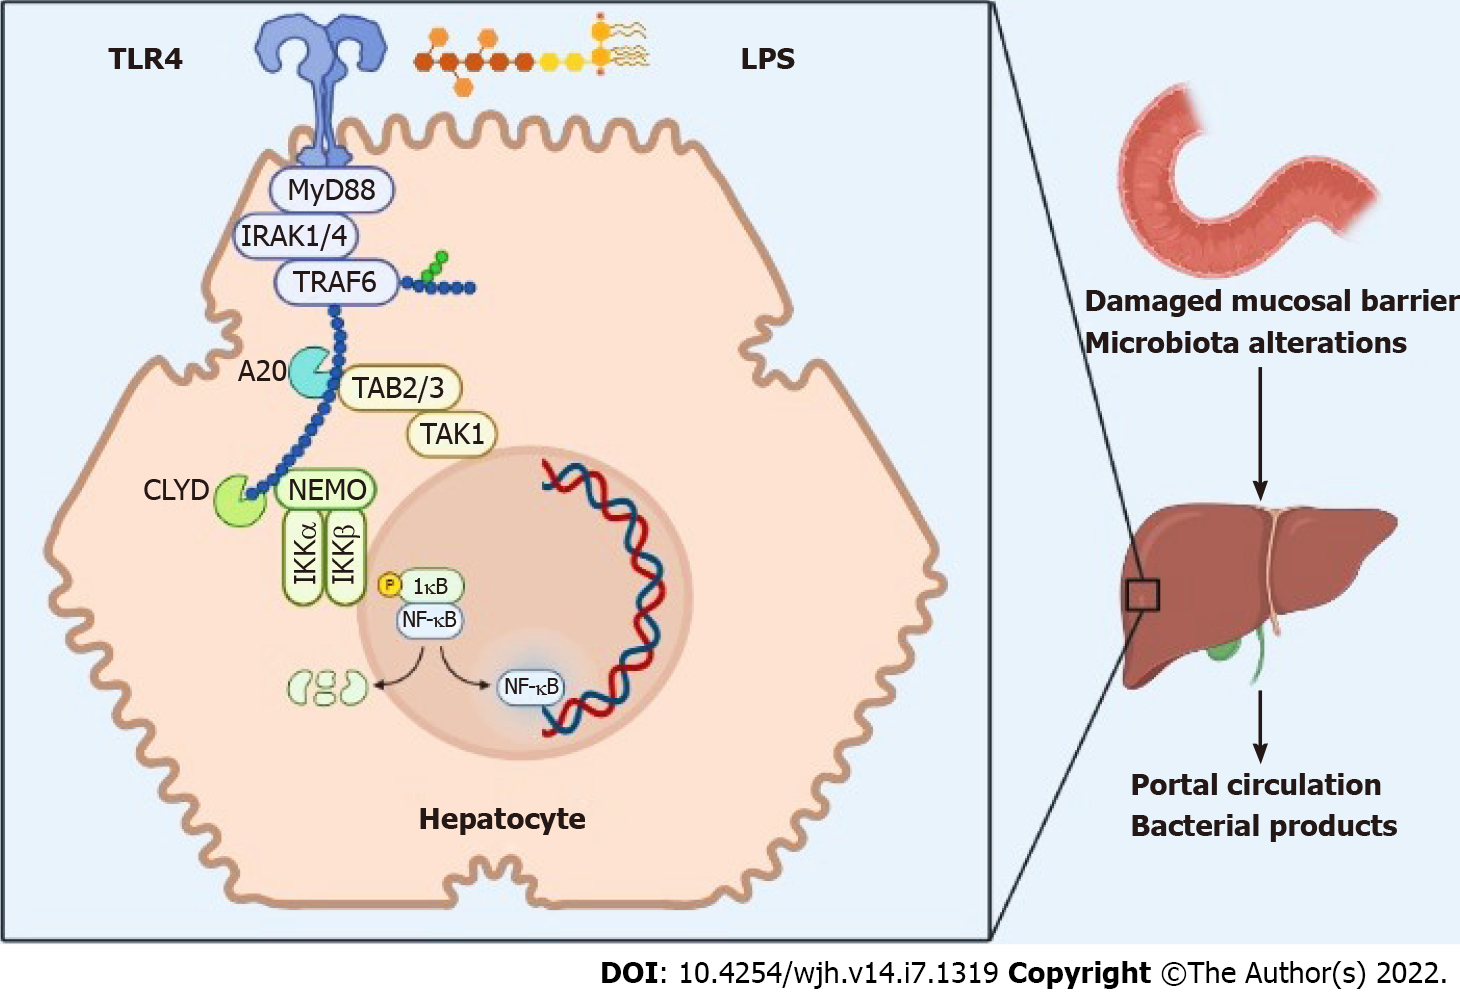 TLR4
LPS
MyD88
IRAK1/4
TRAF6
A20
TAB2/3
TAK1
CLYD
NEMO
IKKα
IKKβ
P
1κB
NF-κB
NF-κB
Hepatocyte
Damaged mucosal barrier
Microbiota alterations
Portal circulation
Bacterial products
DOI: 10.4254/wjh.v14.i7.1319 Copyright ©The Author(s) 2022.